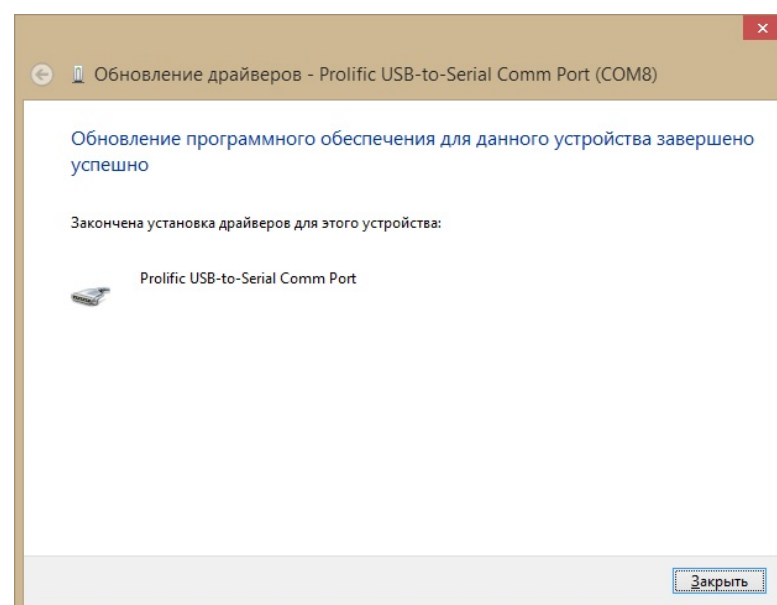 Обновление драйверов - Prolific USB-to-Serial Comm Port (COM8)
Обновление программного обеспечения для данного устройства завершено
успешно
Закончена установка драйверов для этого устройства:
Prolific USB-to-Serial Comm Port
Закрыть